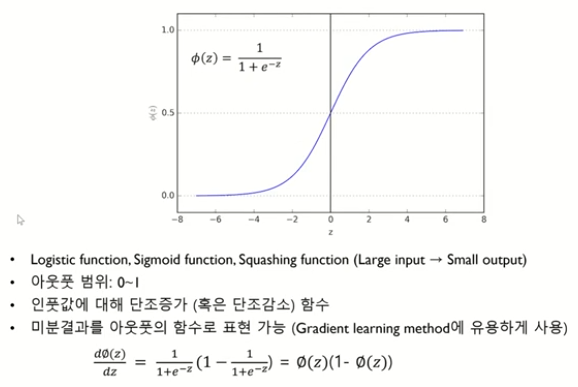 1.0
φ(z) = 1 / (1 + e^{-z})
0.5
ϕ(z)
0.0
−8 −6 −4 −2 0 2 4 6 8
z
• Logistic function, Sigmoid function, Squashing function (Large input → Small output)
• 아웃풋 범위: 0~1
• 인풋값에 대해 단조증가 (혹은 단조감소) 함수
• 미분결과를 아웃풋의 함수로 표현 가능 (Gradient learning method에 유용하게 사용)
dØ(z)/dz = 1/(1+e^{-z}) (1 − 1/(1+e^{-z})) = Ø(z)(1- Ø(z))